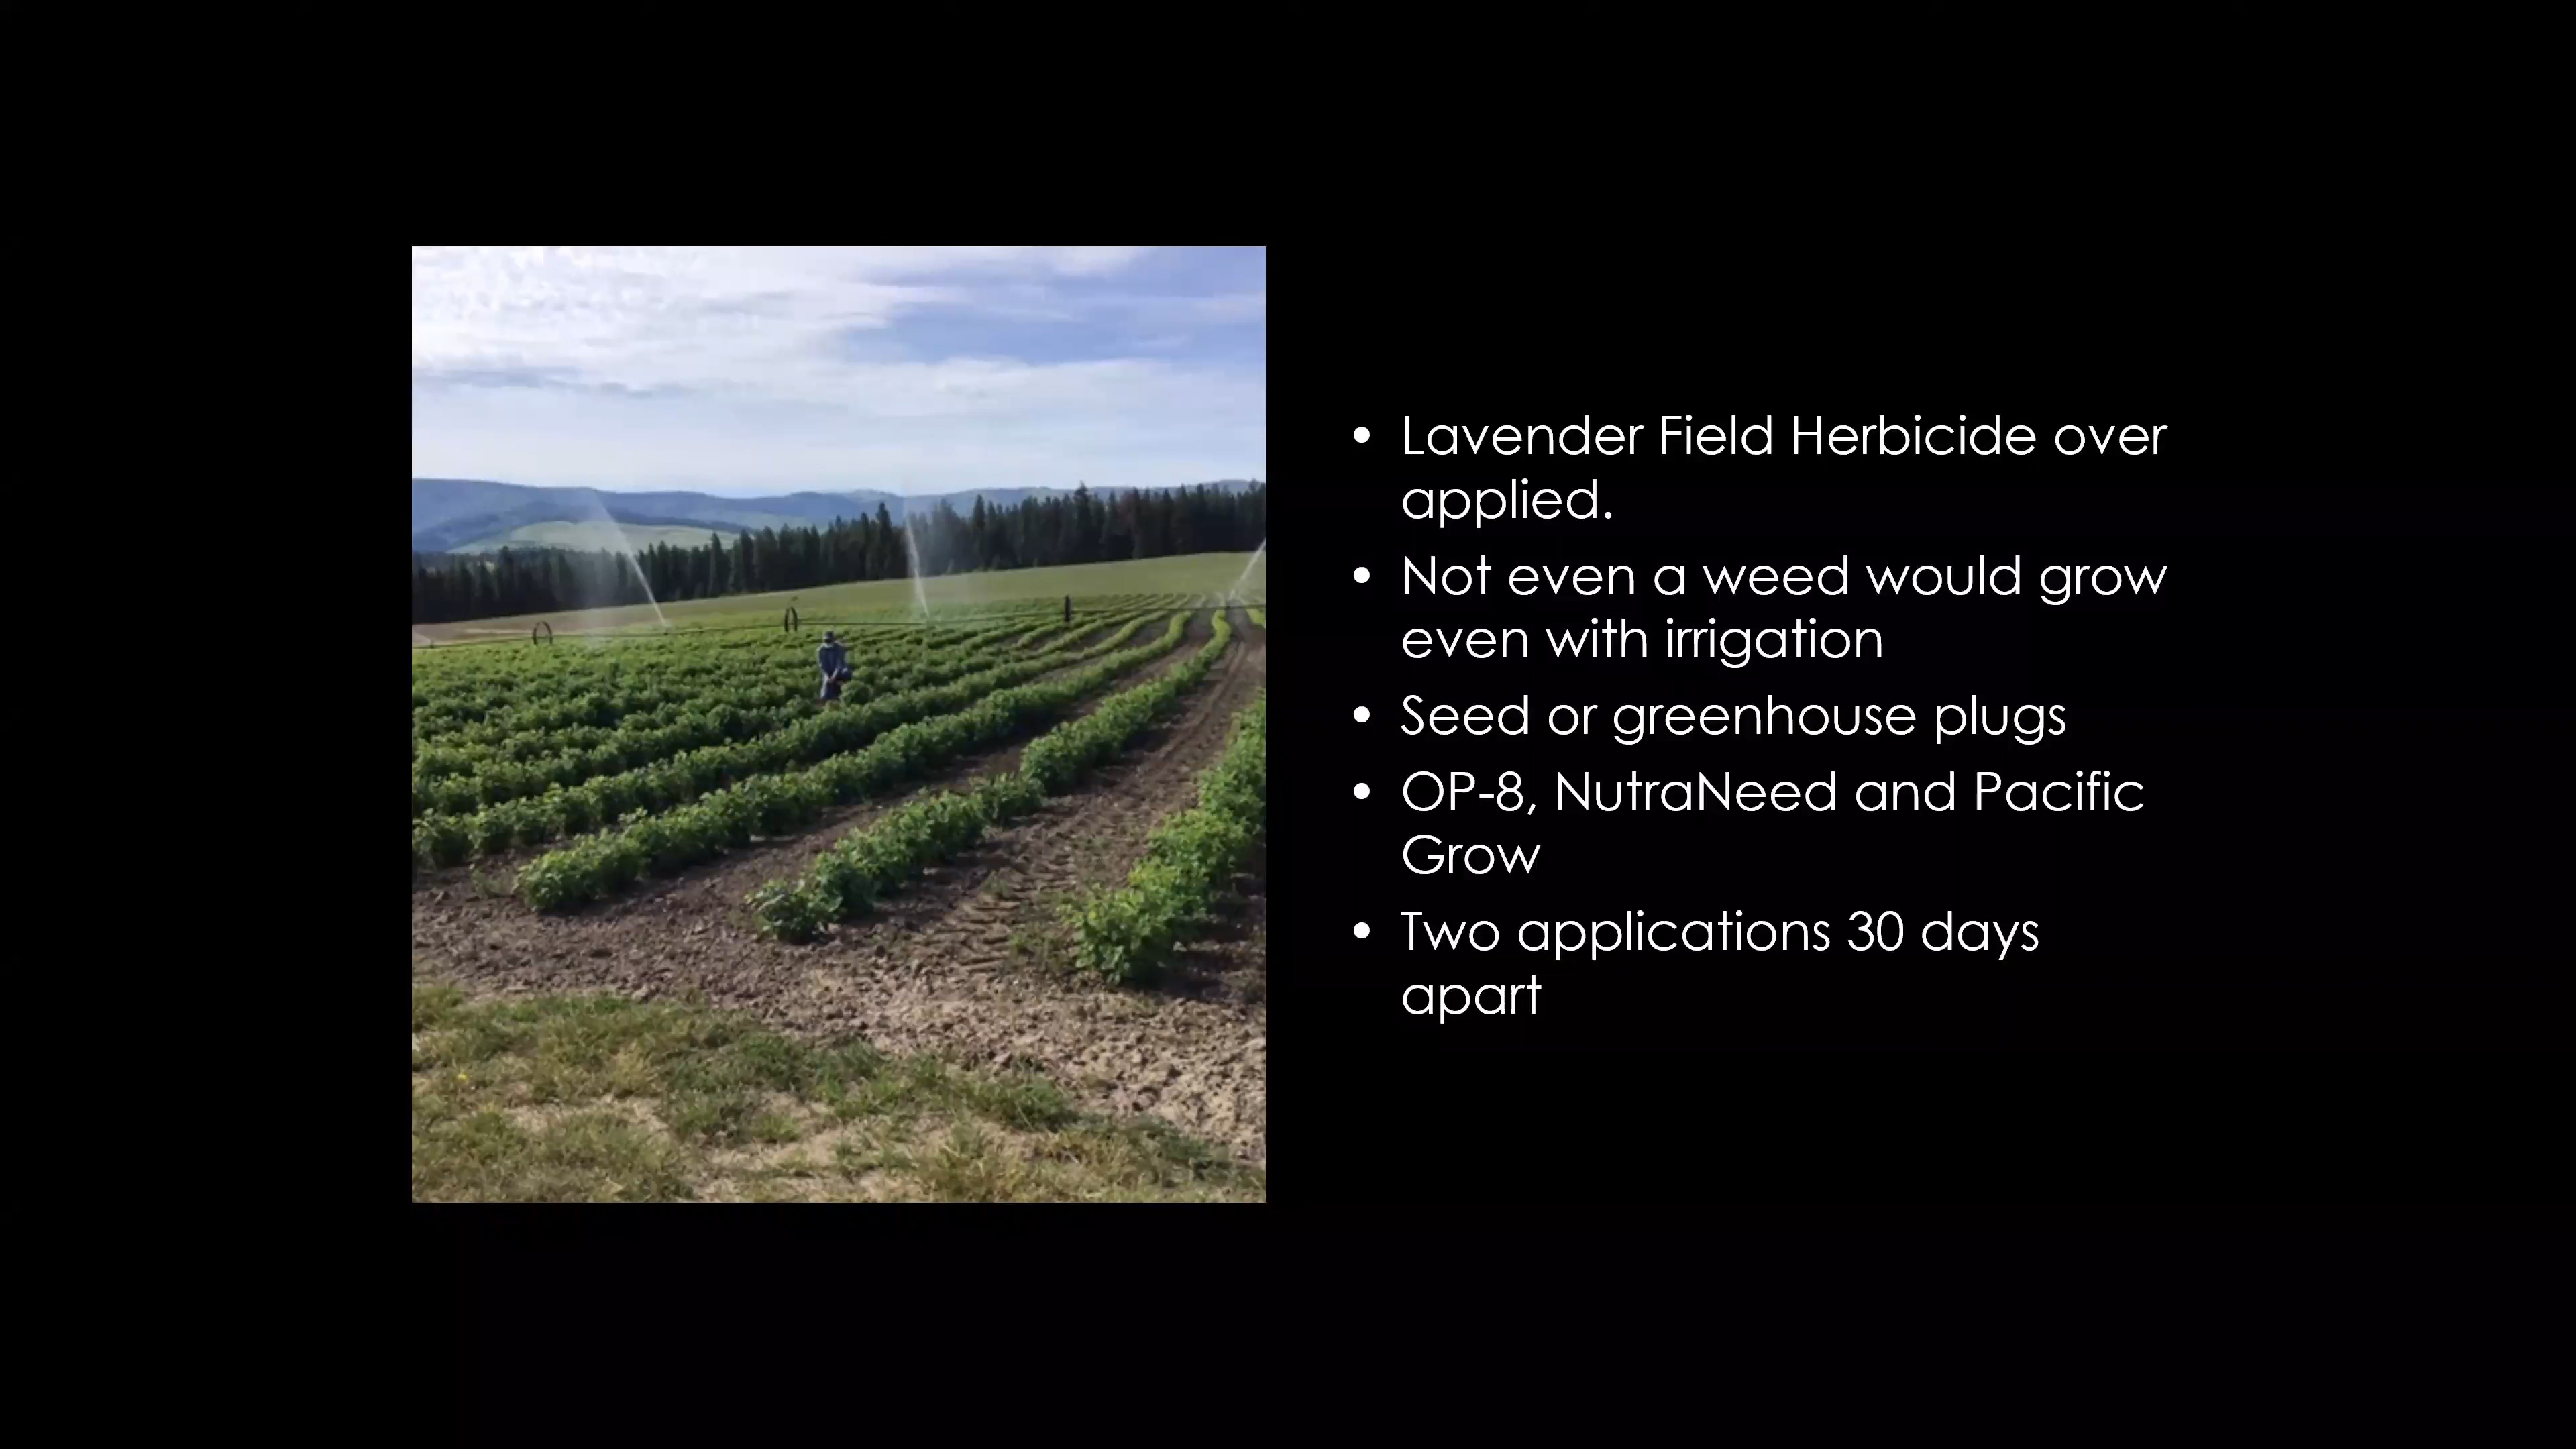 • Lavender Field Herbicide over
applied.
• Not even a weed would grow
even with irrigation
• Seed or greenhouse plugs
• OP-8, NutraNeed and Pacific
Grow
• Two applications 30 days
apart